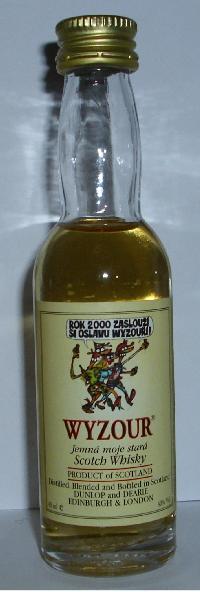 ROK 2000 ZASLOUŽÍ
SI OSLAVU WYZOUŘÍ!
WYZOUR®
jemná moje stará
Scotch Whisky
PRODUCT of SCOTLAND
Distilled Blended and Bottled in Scotland
DUNLOP and DEARIE
EDINBURGH & LONDON